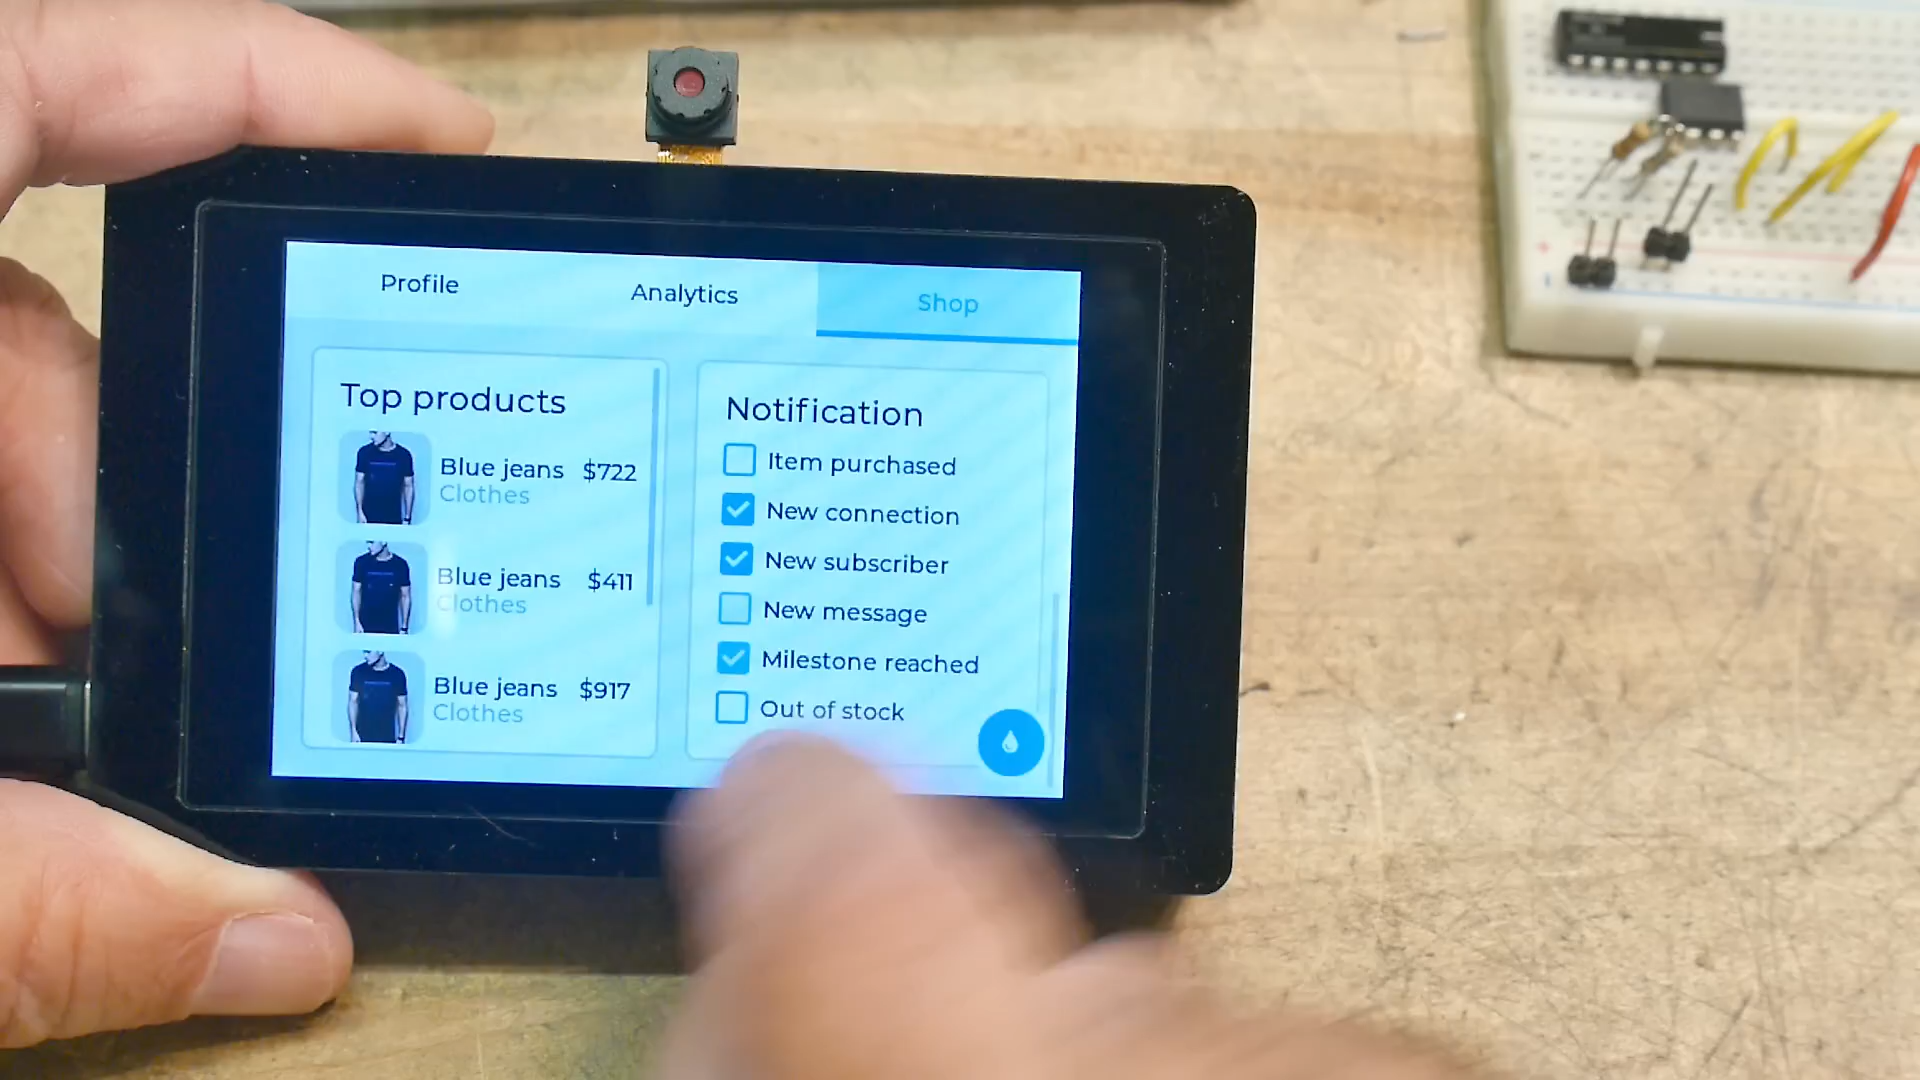 Profile
Analytics
Shop
Top products
Blue jeans $722
Clothes
Blue jeans $411
Clothes
Blue jeans $917
Clothes
Notification
Item purchased
New connection
New subscriber
New message
Milestone reached
Out of stock